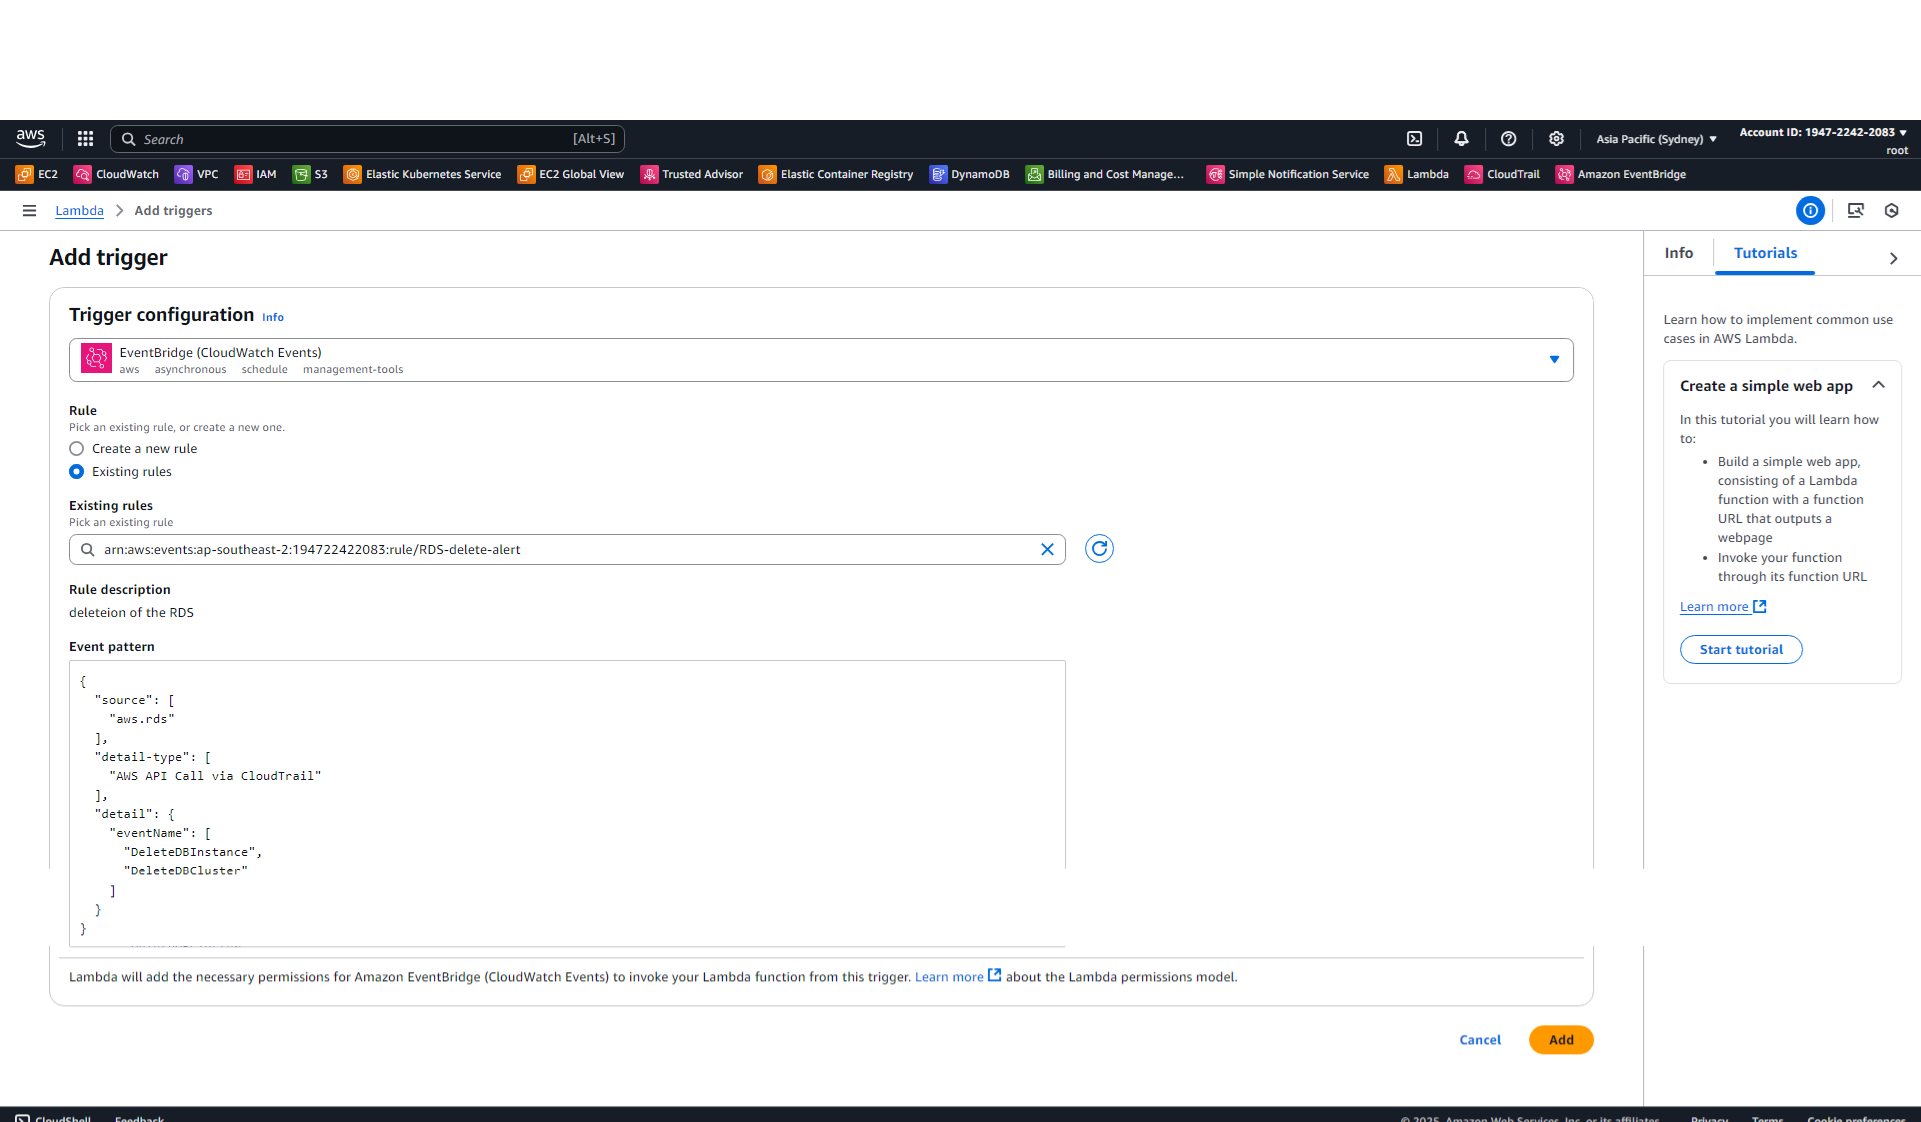 aws
Search
[Alt+S]
Asia Pacific (Sydney)
Account ID: 1947-2242-2083
root
EC2
CloudWatch
VPC
IAM
S3
Elastic Kubernetes Service
EC2 Global View
Trusted Advisor
Elastic Container Registry
DynamoDB
Billing and Cost Manage...
Simple Notification Service
Lambda
CloudTrail
Amazon EventBridge
Lambda
Add triggers
Add trigger
Trigger configuration Info
EventBridge (CloudWatch Events)
aws asynchronous schedule management-tools
Rule
Pick an existing rule, or create a new one.
Create a new rule
Existing rules
Existing rules
Pick an existing rule
arn:aws:events:ap-southeast-2:194722422083:rule/RDS-delete-alert
Rule description
deleteion of the RDS
Event pattern
{
"source": [
"aws.rds"
],
"detail-type": [
"AWS API Call via CloudTrail"
],
"detail": {
"eventName": [
"DeleteDBInstance",
"DeleteDBCluster"
]
}
}
Lambda will add the necessary permissions for Amazon EventBridge (CloudWatch Events) to invoke your Lambda function from this trigger. Learn more about the Lambda permissions model.
Cancel
Add
Info
Tutorials
Learn how to implement common use
cases in AWS Lambda.
Create a simple web app
In this tutorial you will learn how
to:
• Build a simple web app,
consisting of a Lambda
function with a function
URL that outputs a
webpage
• Invoke your function
through its function URL
Learn more
Start tutorial
CloudShell
Feedback
© 2025, Amazon Web Services, Inc. or its affiliates.
Privacy
Terms
Cookie preferences